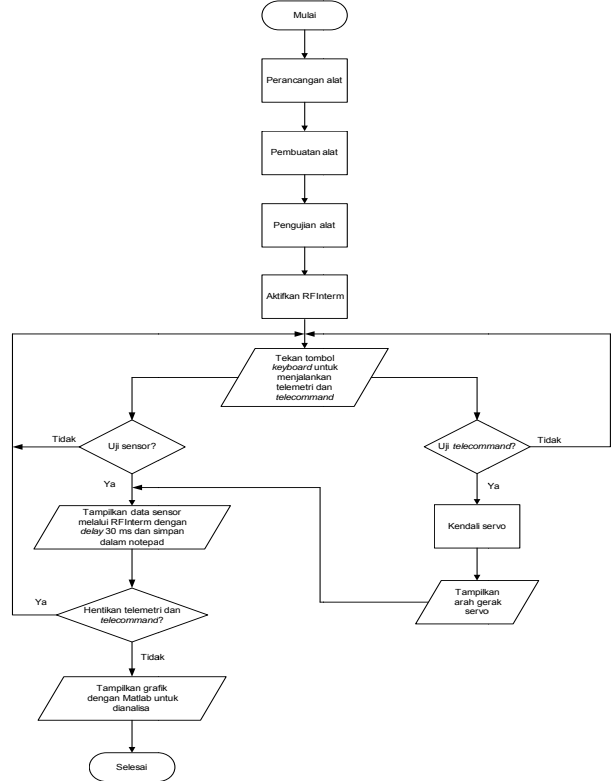 Mulai
Perancangan alat
Pembuatan alat
Pengujian alat
Aktifkan RFInterm
Tekan tombol
keyboard untuk
menjalankan
telemetri dan
telecommand
Tidak
Uji sensor?
Uji telecommand?
Tidak
Ya
Ya
Tampilkan data sensor
melalui RFInterm dengan
delay 30 ms dan simpan
dalam notepad
Kendali servo
Ya
Hentikan telemetri dan
telecommand?
Tampilkan
arah gerak
servo
Tidak
Tampilkan grafik
dengan Matlab untuk
dianalisa
Selesai